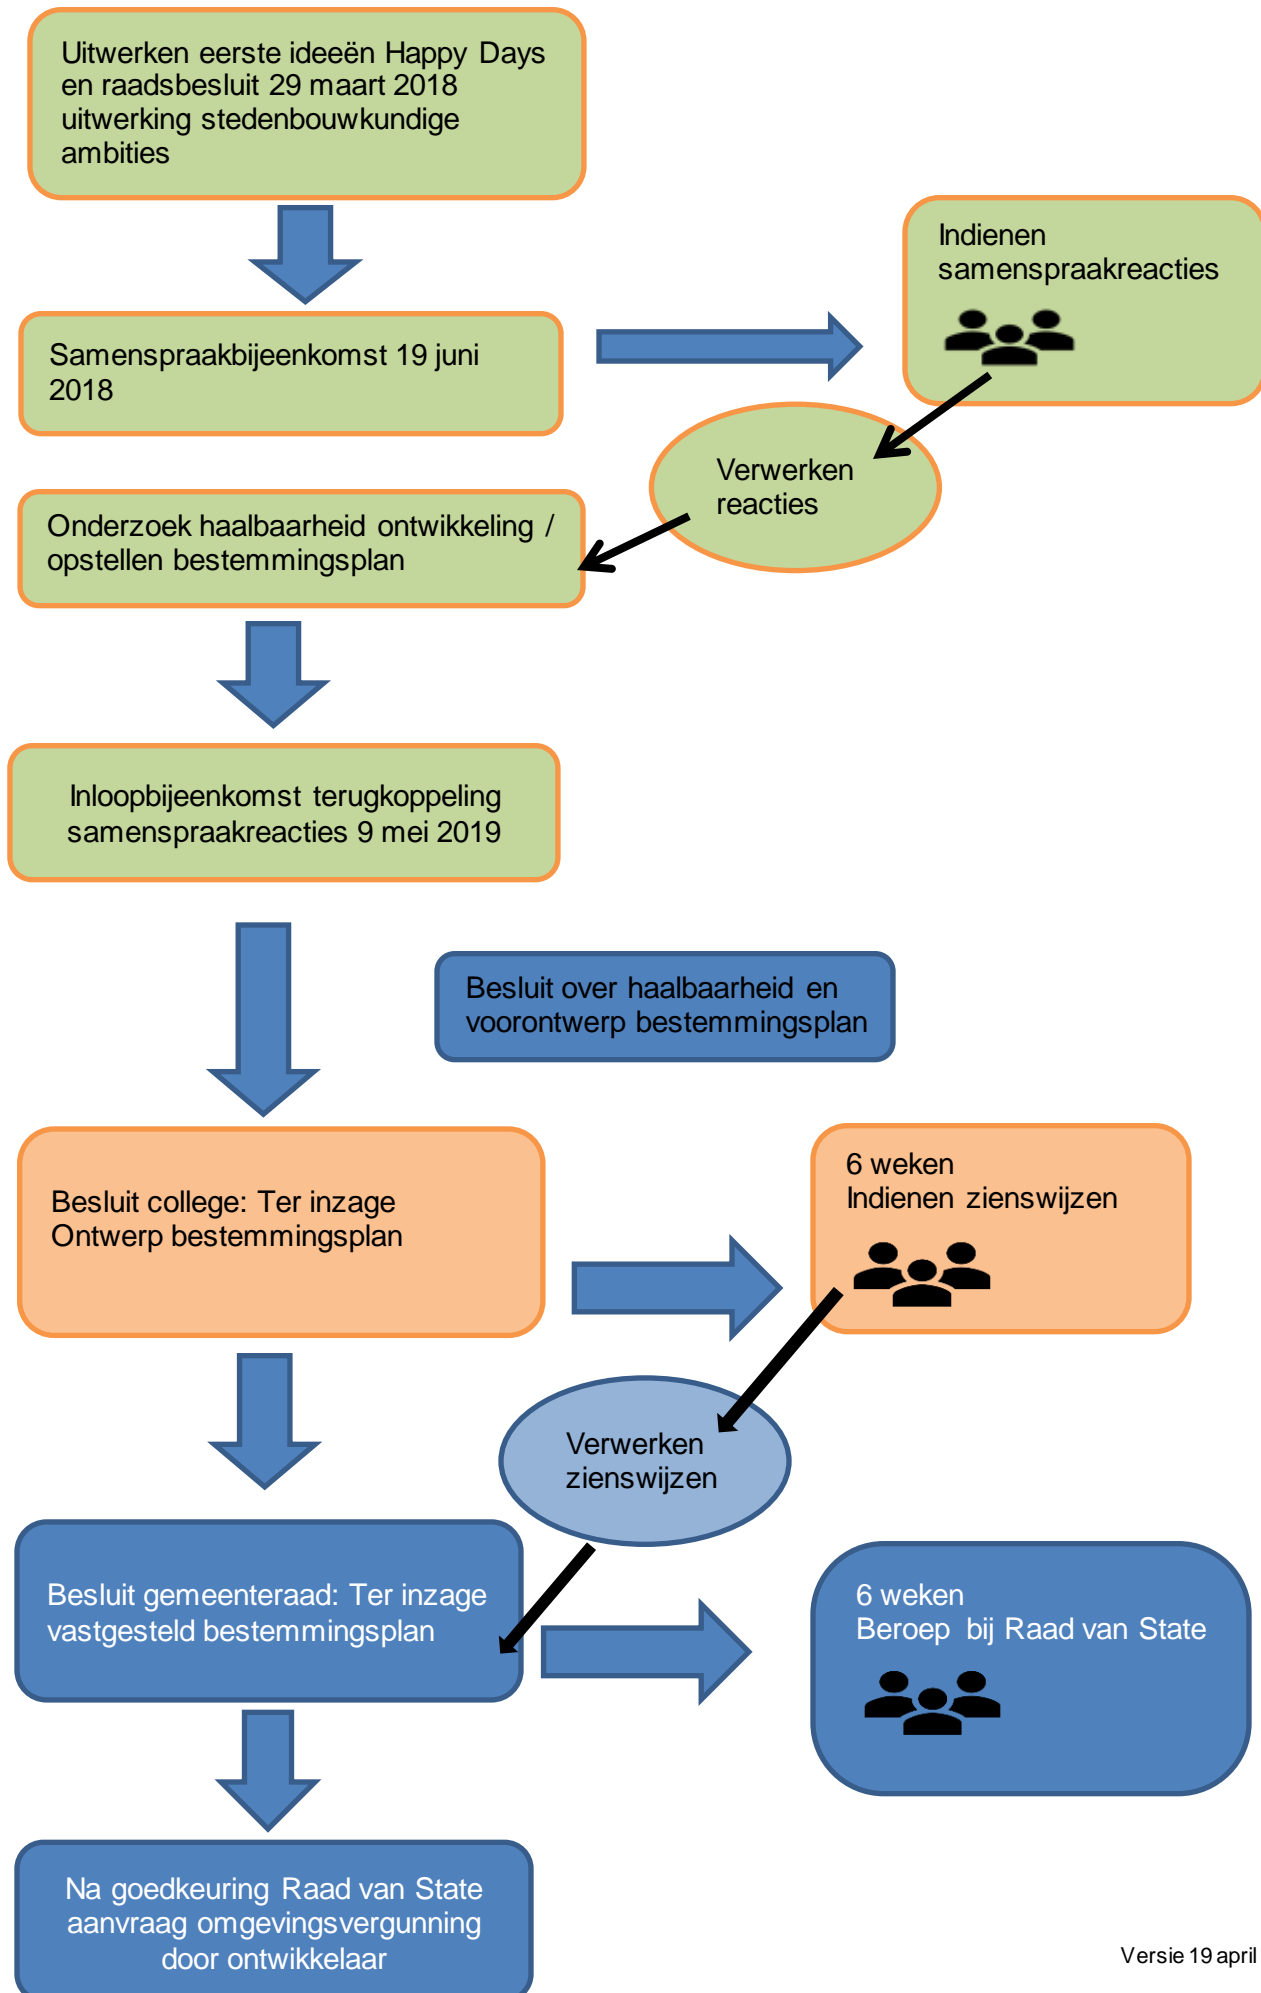 Uitwerken eerste ideeën Happy Days
en raadsbesluit 29 maart 2018
uitwerking stedenbouwkundige
ambities
Indienen
samenspraakreacties
Samenspraakbijeenkomst 19 juni
2018
Verwerken
reacties
Onderzoek haalbaarheid ontwikkeling /
opstellen bestemmingsplan
Inloopbijeenkomst terugkoppeling
samenspraakreacties 9 mei 2019
Besluit over haalbaarheid en
voorontwerp bestemmingsplan
Besluit college: Ter inzage
Ontwerp bestemmingsplan
6 weken
Indienen zienswijzen
Verwerken
zienswijzen
Besluit gemeenteraad: Ter inzage
vastgesteld bestemmingsplan
6 weken
Beroep bij Raad van State
Na goedkeuring Raad van State
aanvraag omgevingsvergunning
door ontwikkelaar
Versie 19 april